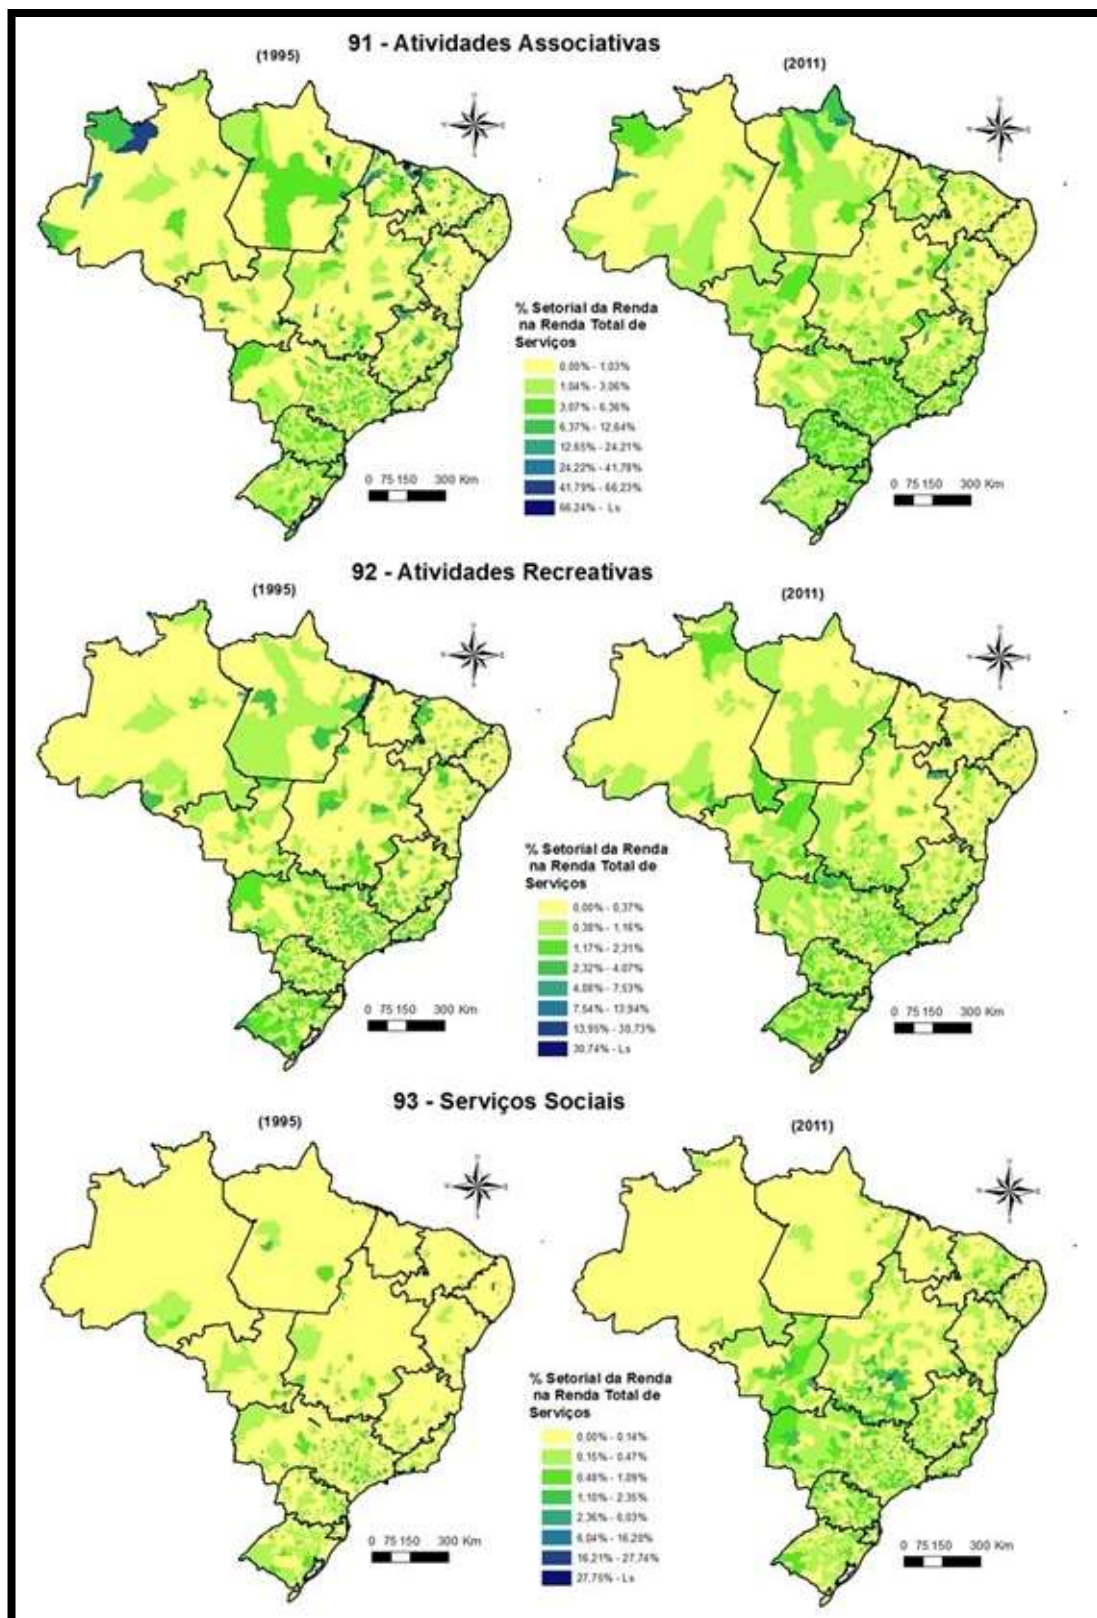 91 - Atividades Associativas
(1995)
(2011)
% Setorial da Renda
na Renda Total de
Serviços
0.00% - 1,03%
1.04% - 3,06%
3.07% - 6,36%
6.37% - 12,64%
12.65% - 24,21%
24.22% - 41,78%
41.79% - 66,23%
66.24% - Ls
0 75 150 300 Km
0 75 150 300 Km
92 - Atividades Recreativas
(1995)
(2011)
% Setorial da Renda
na Renda Total de
Serviços
0,00% - 0,37%
0,38% - 1,16%
1,17% - 2,31%
2,32% - 4,07%
4,08% - 7,53%
7,54% - 13,94%
13,95% - 30,73%
30,74% - Ls
0 75 150 300 Km
0 75 150 300 Km
93 - Serviços Sociais
(1995)
(2011)
% Setorial da Renda
na Renda Total de
Serviços
0,00% - 0,14%
0,15% - 0,47%
0,48% - 1,09%
1,10% - 2,35%
2,36% - 6,03%
6,04% - 16,20%
16,21% - 27,74%
27,75% - Ls
0 75 150 300 Km
0 75 150 300 Km